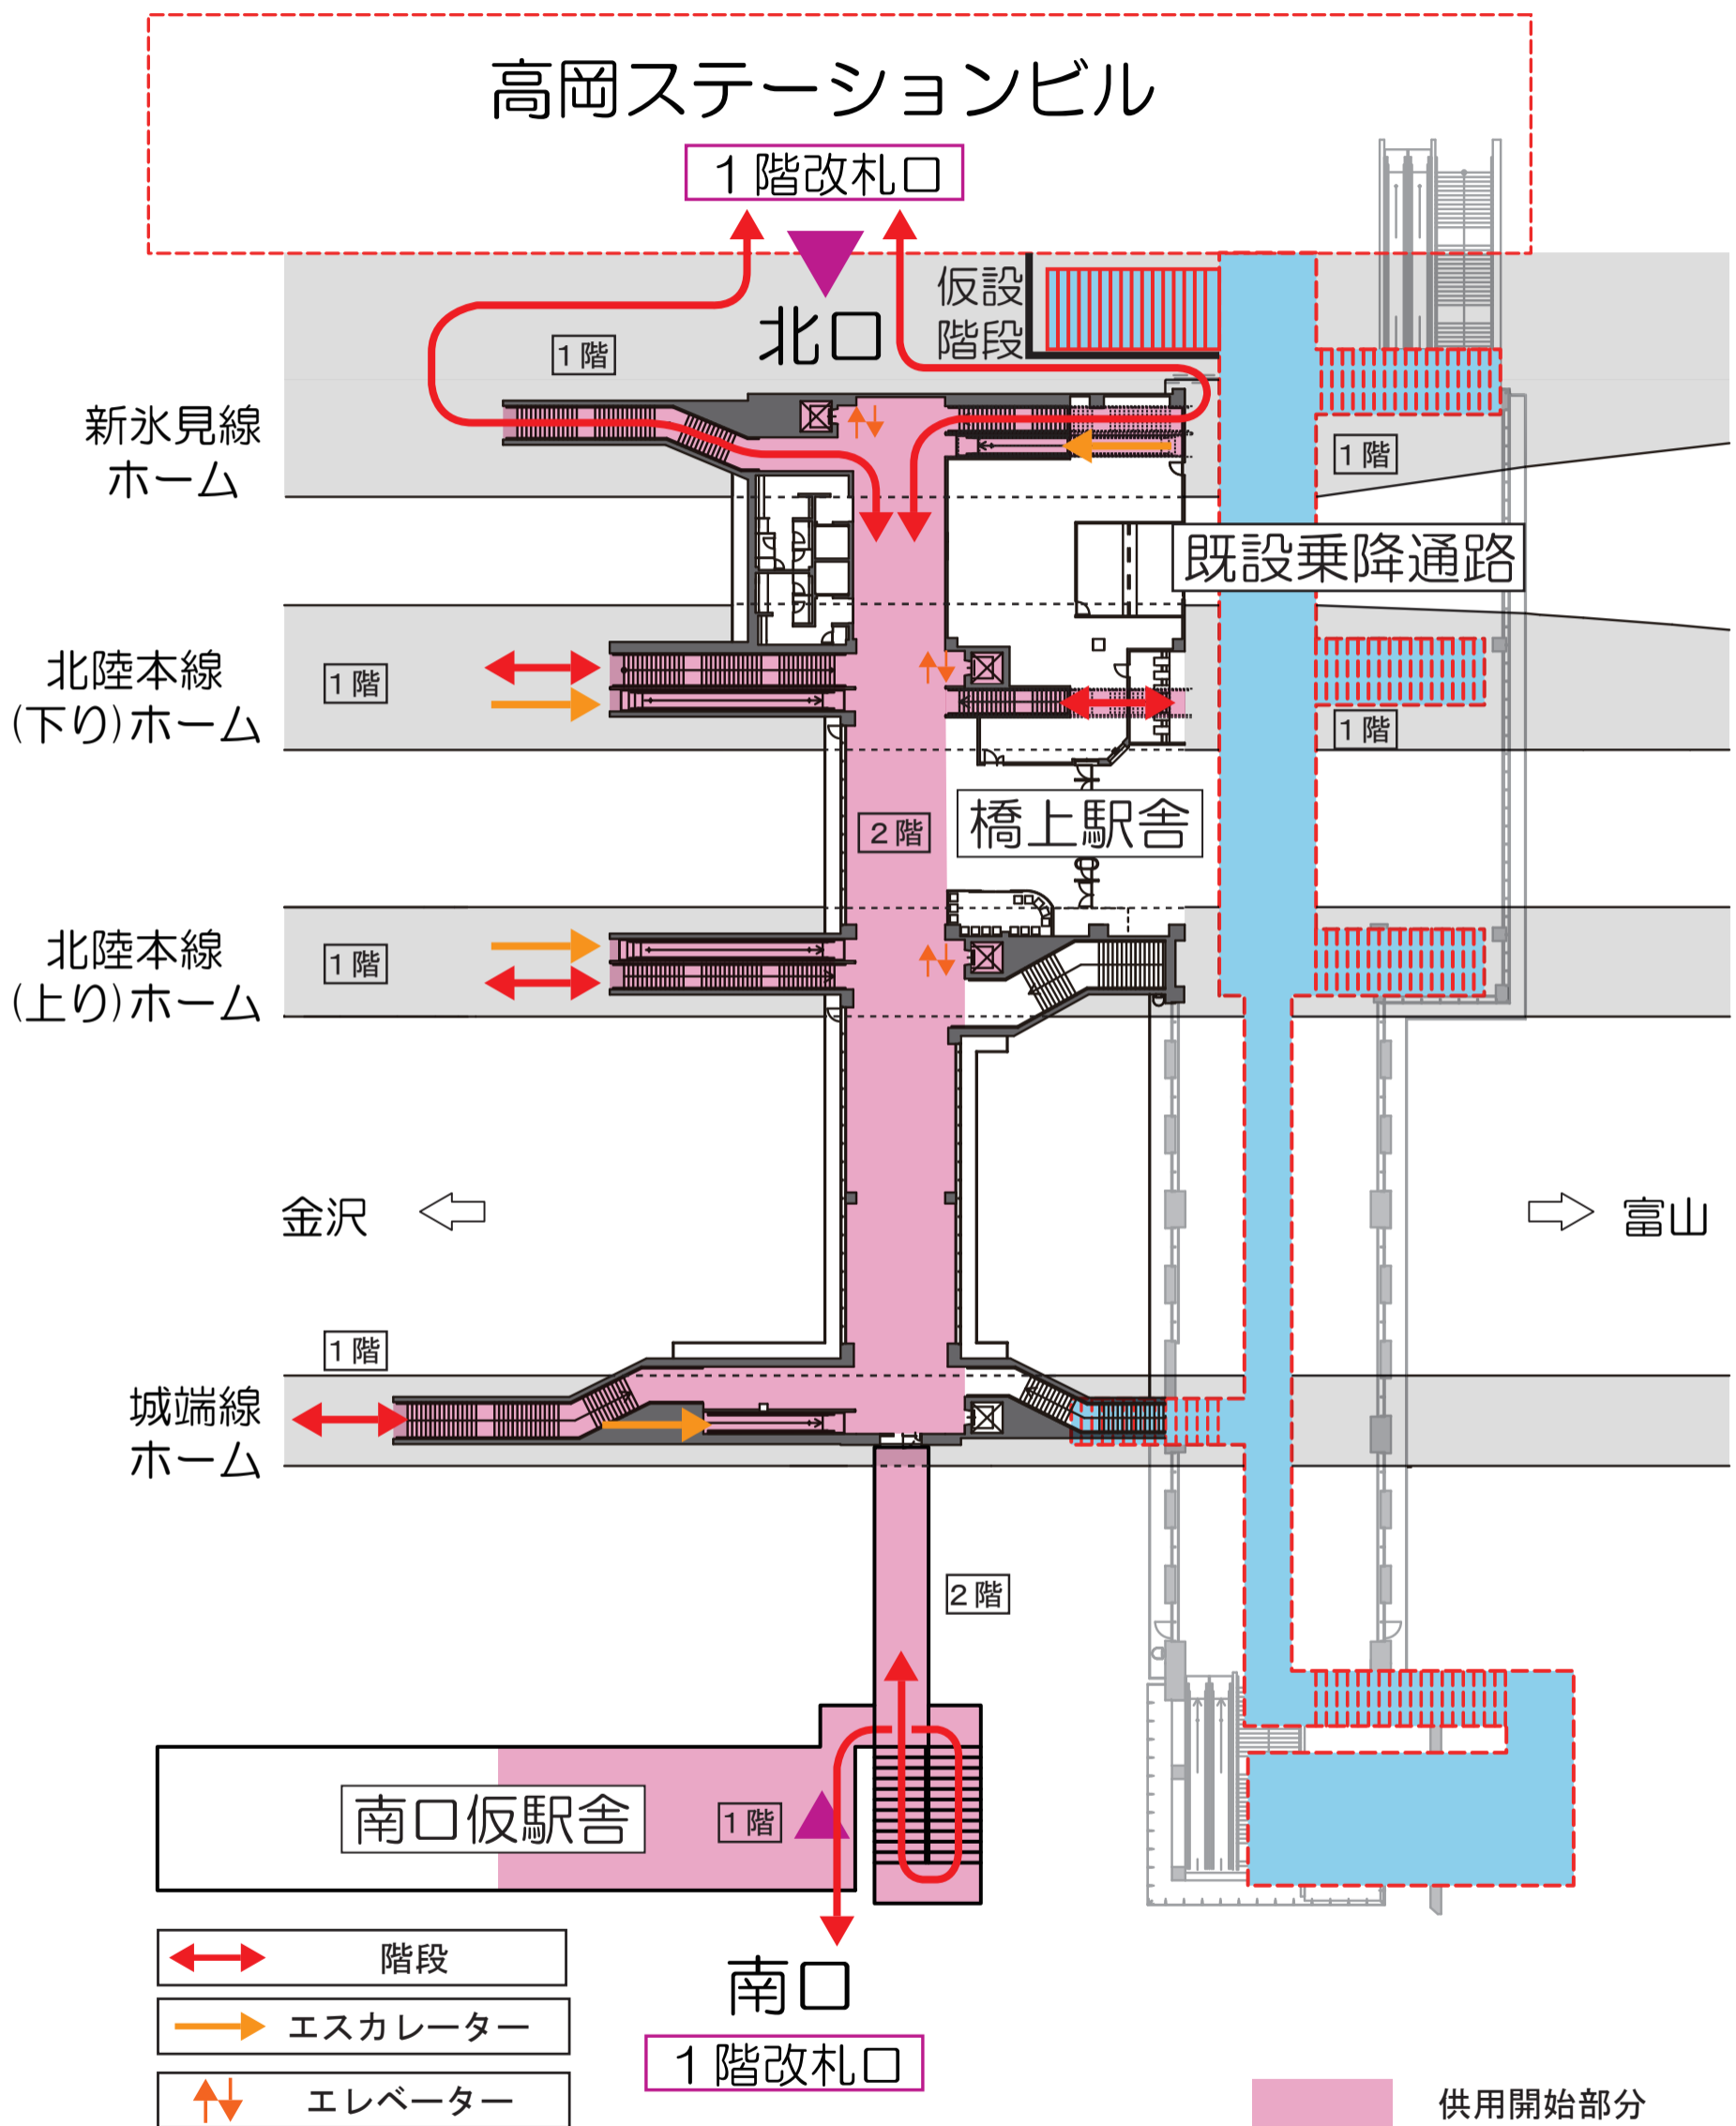 高岡ステーションビル
1階改札口
北口
仮設
階段
1階
新氷見線
ホーム
1階
既設乗降通路
北陸本線
(下り)ホーム
1階
1階
2階
橋上駅舎
北陸本線
(上り)ホーム
1階
金沢
富山
1階
城端線
ホーム
2階
南口仮駅舎
1階
階段
エスカレーター
エレベーター
南口
1階改札口
供用開始部分